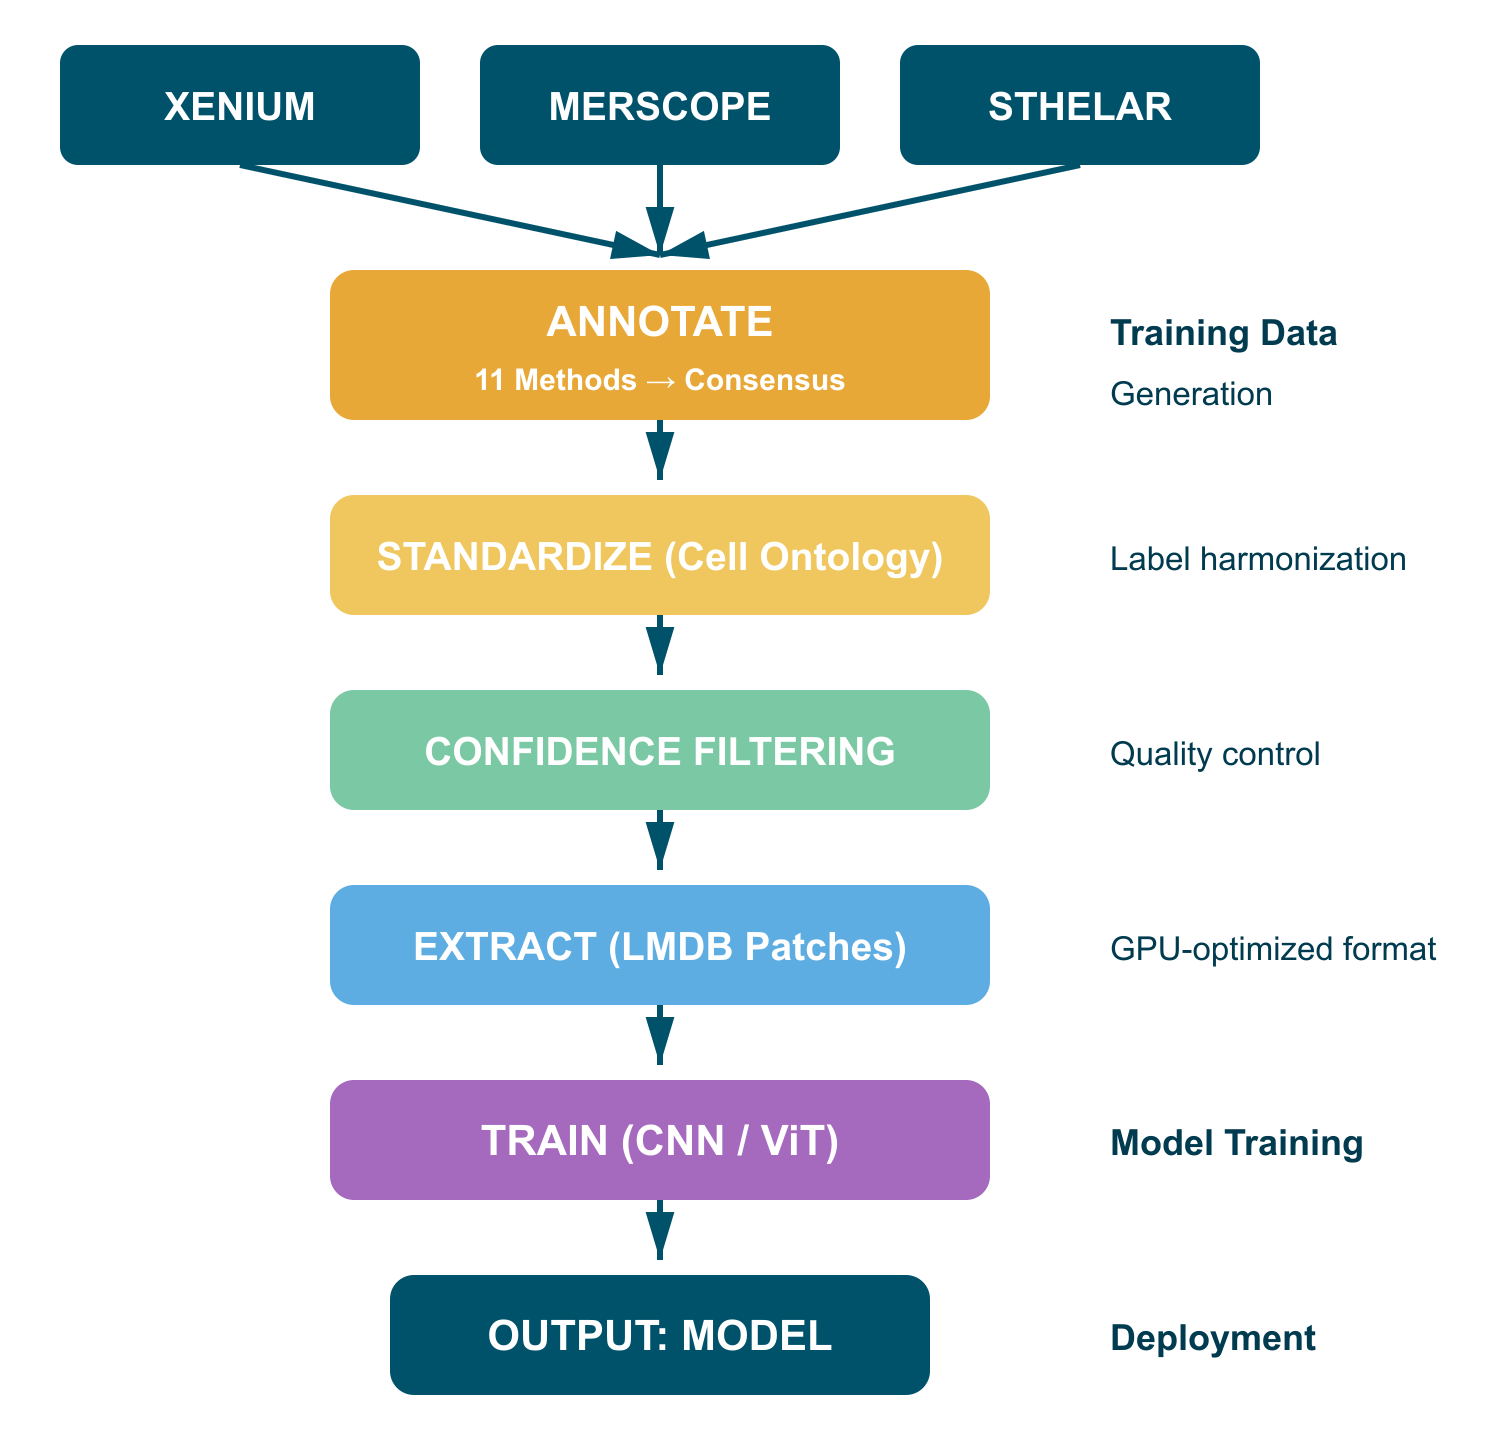 XENIUM
MERSCOPE
STHELAR
ANNOTATE
11 Methods → Consensus
Training Data
Generation
STANDARDIZE (Cell Ontology)
Label harmonization
CONFIDENCE FILTERING
Quality control
EXTRACT (LMDB Patches)
GPU-optimized format
TRAIN (CNN / ViT)
Model Training
OUTPUT: MODEL
Deployment